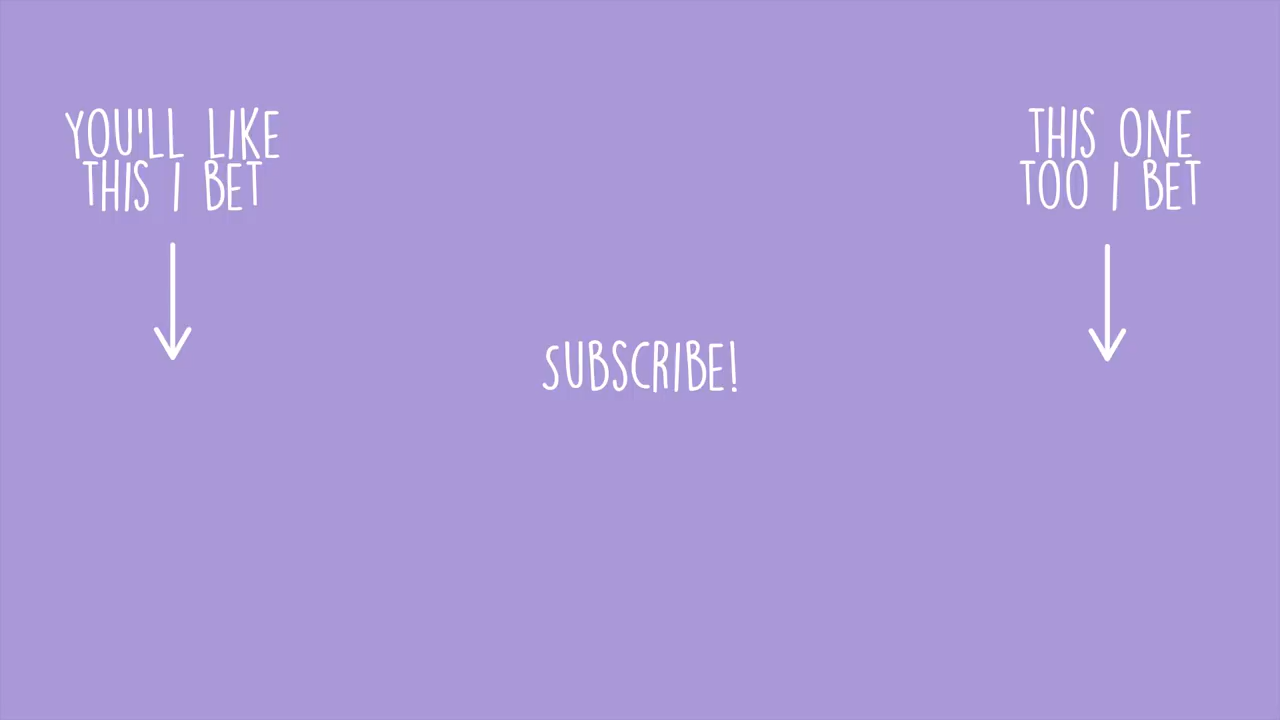 YOU'LL LIKE
THIS I BET
THIS ONE
TOO I BET
SUBSCRIBE!